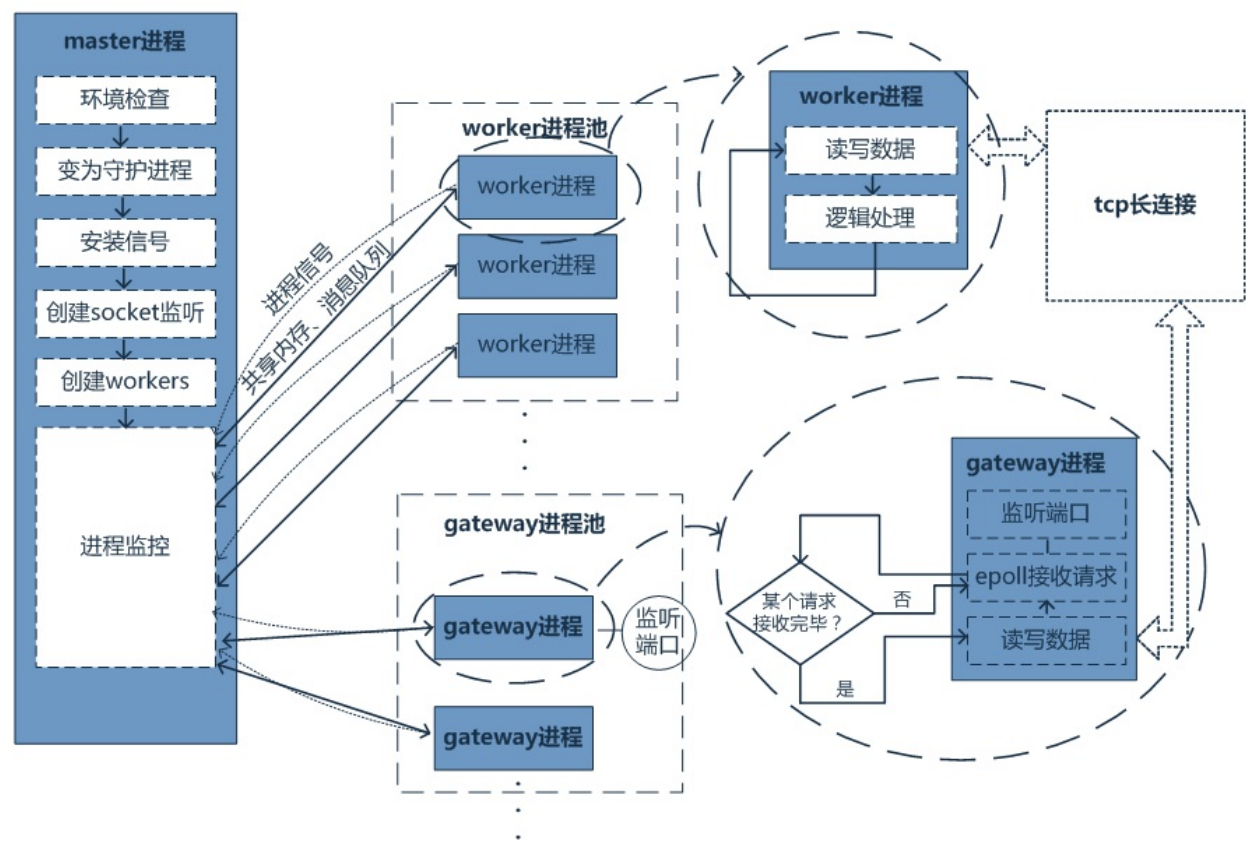 master进程
环境检查
变为守护进程
安装信号
创建socket监听
创建workers
进程监控
进程信号
共享内存、消息队列
worker进程池
worker进程
worker进程
worker进程
gateway进程池
gateway进程
监听
端口
gateway进程
worker进程
读写数据
逻辑处理
tcp长连接
gateway进程
监听端口
epoll接收请求
读写数据
某个请求
接收完毕？
否
是